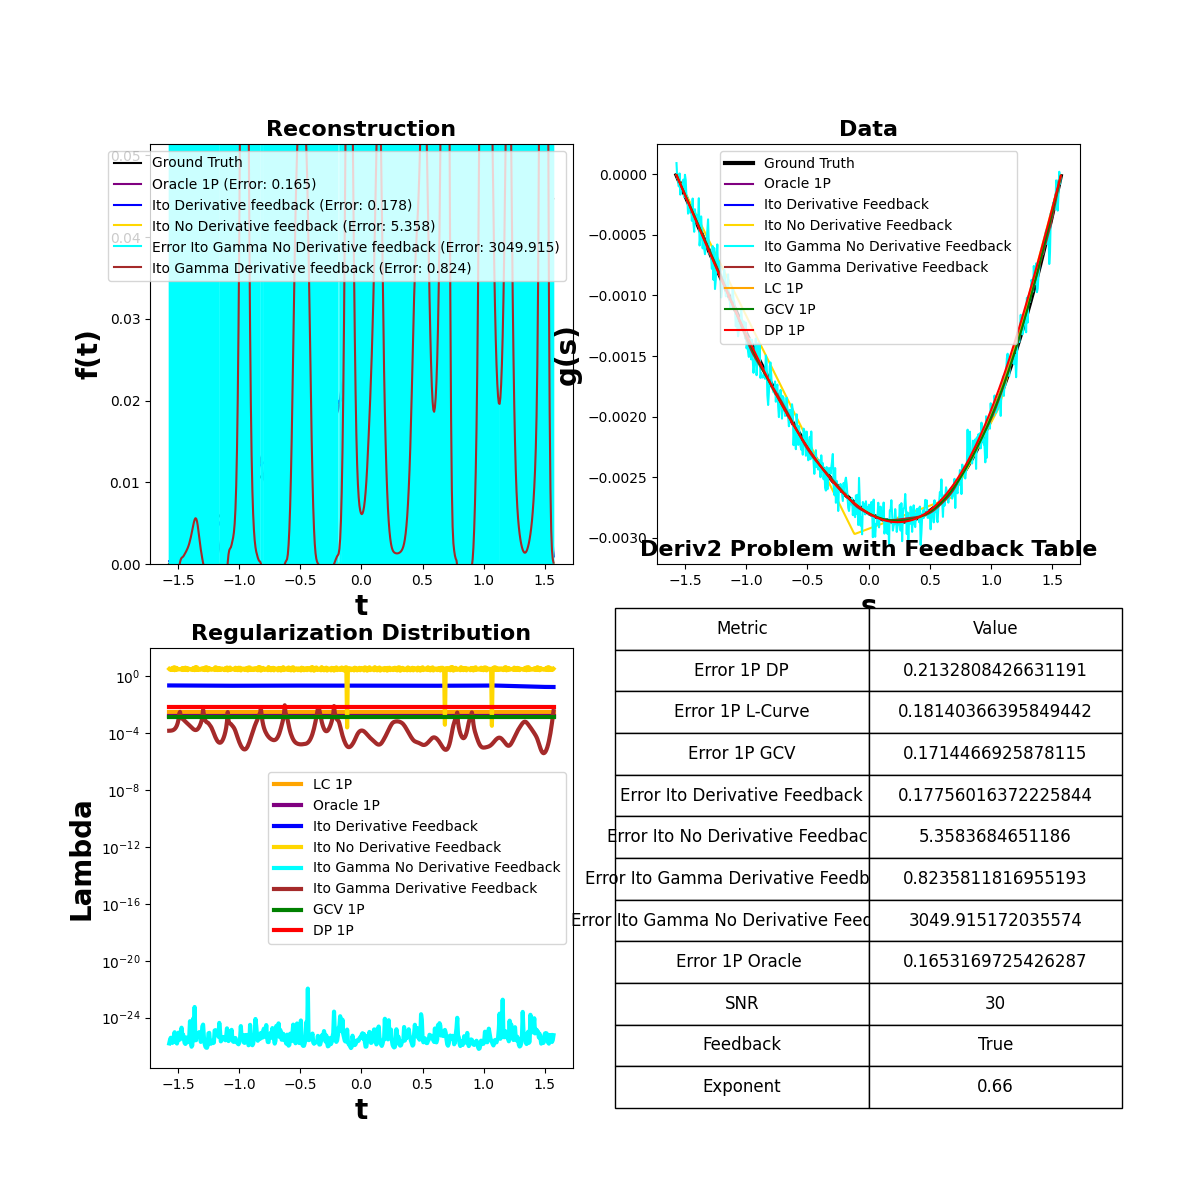 Reconstruction
0.05
0.04
0.03
0.02
0.01
0.00
f(t)
Ground Truth
Oracle 1P (Error: 0.165)
Ito Derivative feedback (Error: 0.178)
Ito No Derivative feedback (Error: 5.358)
Error Ito Gamma No Derivative feedback (Error: 3049.915)
Ito Gamma Derivative feedback (Error: 0.824)
−1.5 −1.0 −0.5 0.0 0.5 1.0 1.5
t
Data
0.0000
−0.0005
−0.0010
−0.0015
−0.0020
−0.0025
−0.0030
g(s)
Ground Truth
Oracle 1P
Ito Derivative Feedback
Ito No Derivative Feedback
Ito Gamma No Derivative Feedback
Ito Gamma Derivative Feedback
LC 1P
GCV 1P
DP 1P
−1.5 −1.0 −0.5 0.0 0.5 1.0 1.5
s
Regularization Distribution
10^0
10^−4
10^−8
10^−12
10^−16
10^−20
10^−24
Lambda
LC 1P
Oracle 1P
Ito Derivative Feedback
Ito No Derivative Feedback
Ito Gamma No Derivative Feedback
Ito Gamma Derivative Feedback
GCV 1P
DP 1P
−1.5 −1.0 −0.5 0.0 0.5 1.0 1.5
t
Deriv2 Problem with Feedback Table
Metric Value
Error 1P DP 0.2132808426631191
Error 1P L-Curve 0.18140366395849442
Error 1P GCV 0.1714466925878115
Error Ito Derivative Feedback 0.17756016372225844
Error Ito No Derivative Feedbac 5.3583684651186
Error Ito Gamma Derivative Feedb 0.8235811816955193
Error Ito Gamma No Derivative Feed 3049.915172035574
Error 1P Oracle 0.1653169725426287
SNR 30
Feedback True
Exponent 0.66